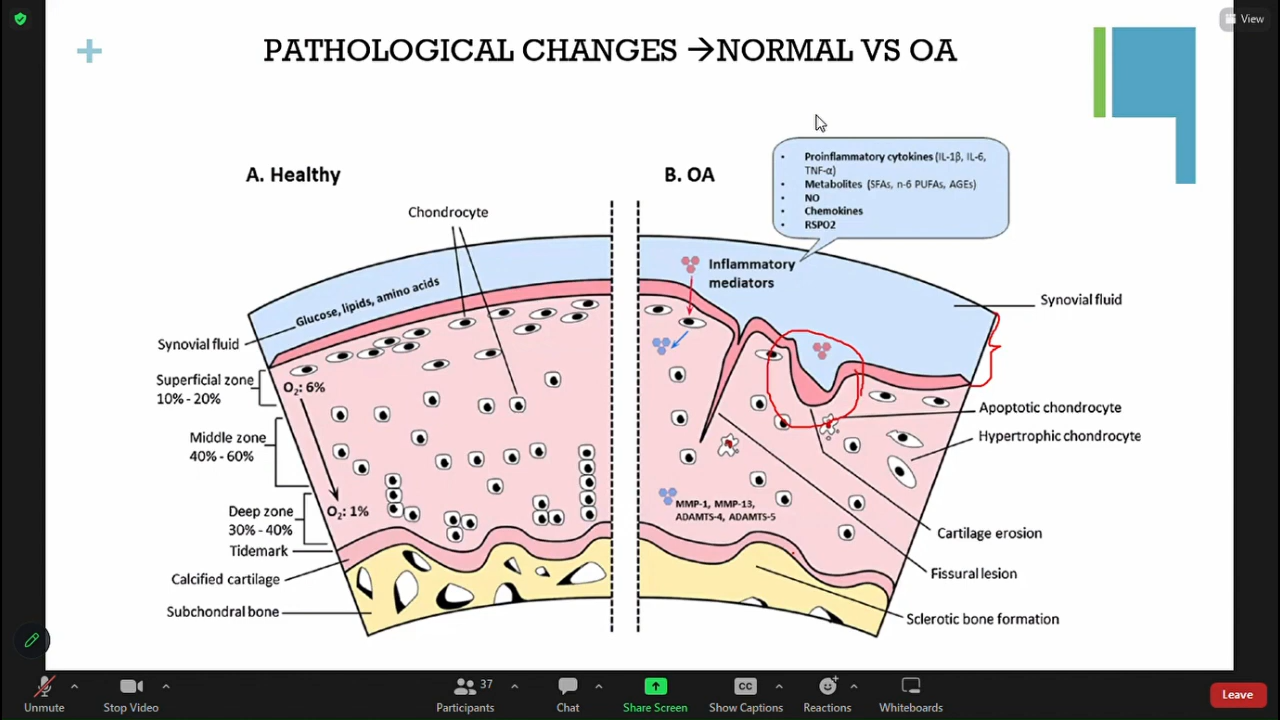 View
PATHOLOGICAL CHANGES →NORMAL VS OA
A. Healthy
Chondrocyte
Glucose, lipids, amino acids
Synovial fluid
Superficial zone
10% - 20%
O2: 6%
Middle zone
40% - 60%
Deep zone
30% - 40%
O2: 1%
Tidemark
Calcified cartilage
Subchondral bone
B. OA
• Proinflammatory cytokines (IL-1β, IL-6,
TNF-α)
• Metabolites (SFAs, n-6 PUFAs, AGEs)
• NO
• Chemokines
• RSPO2
Inflammatory
mediators
Synovial fluid
Apoptotic chondrocyte
Hypertrophic chondrocyte
MMP-1, MMP-13,
ADAMTS-4, ADAMTS-5
Cartilage erosion
Fissural lesion
Sclerotic bone formation
Unmute
Stop Video
37
Participants
Chat
Share Screen
CC
Show Captions
Reactions
Whiteboards
Leave